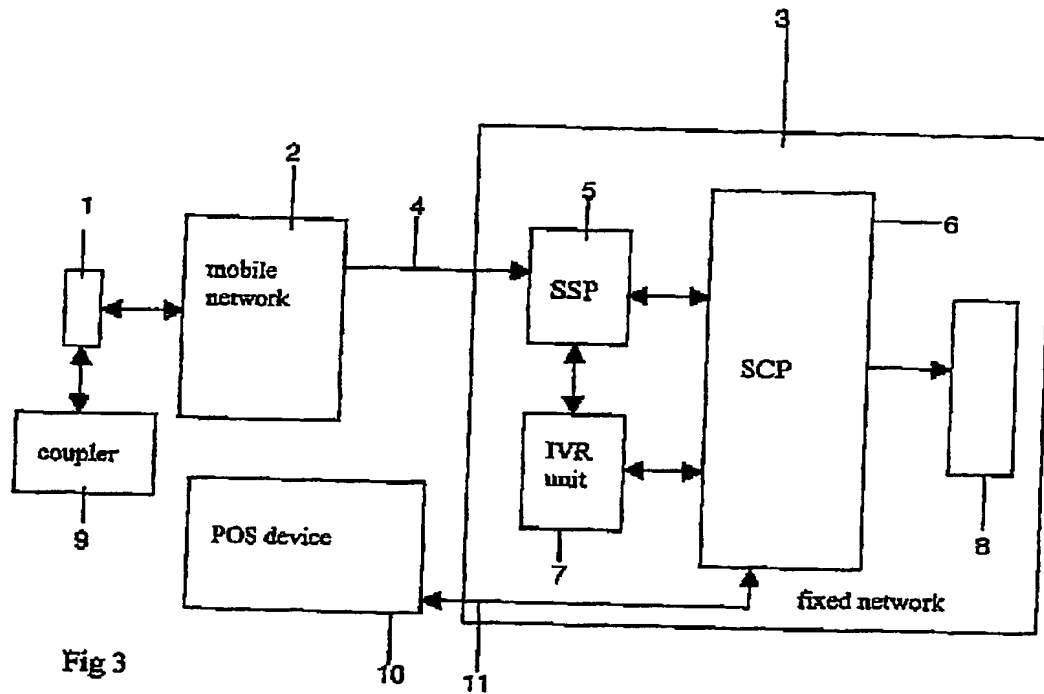 3
2
1
4
5
6
mobile
network
SSP
SCP
coupler
IVR
unit
9
POS device
7
8
fixed network
Fig 3
10
11